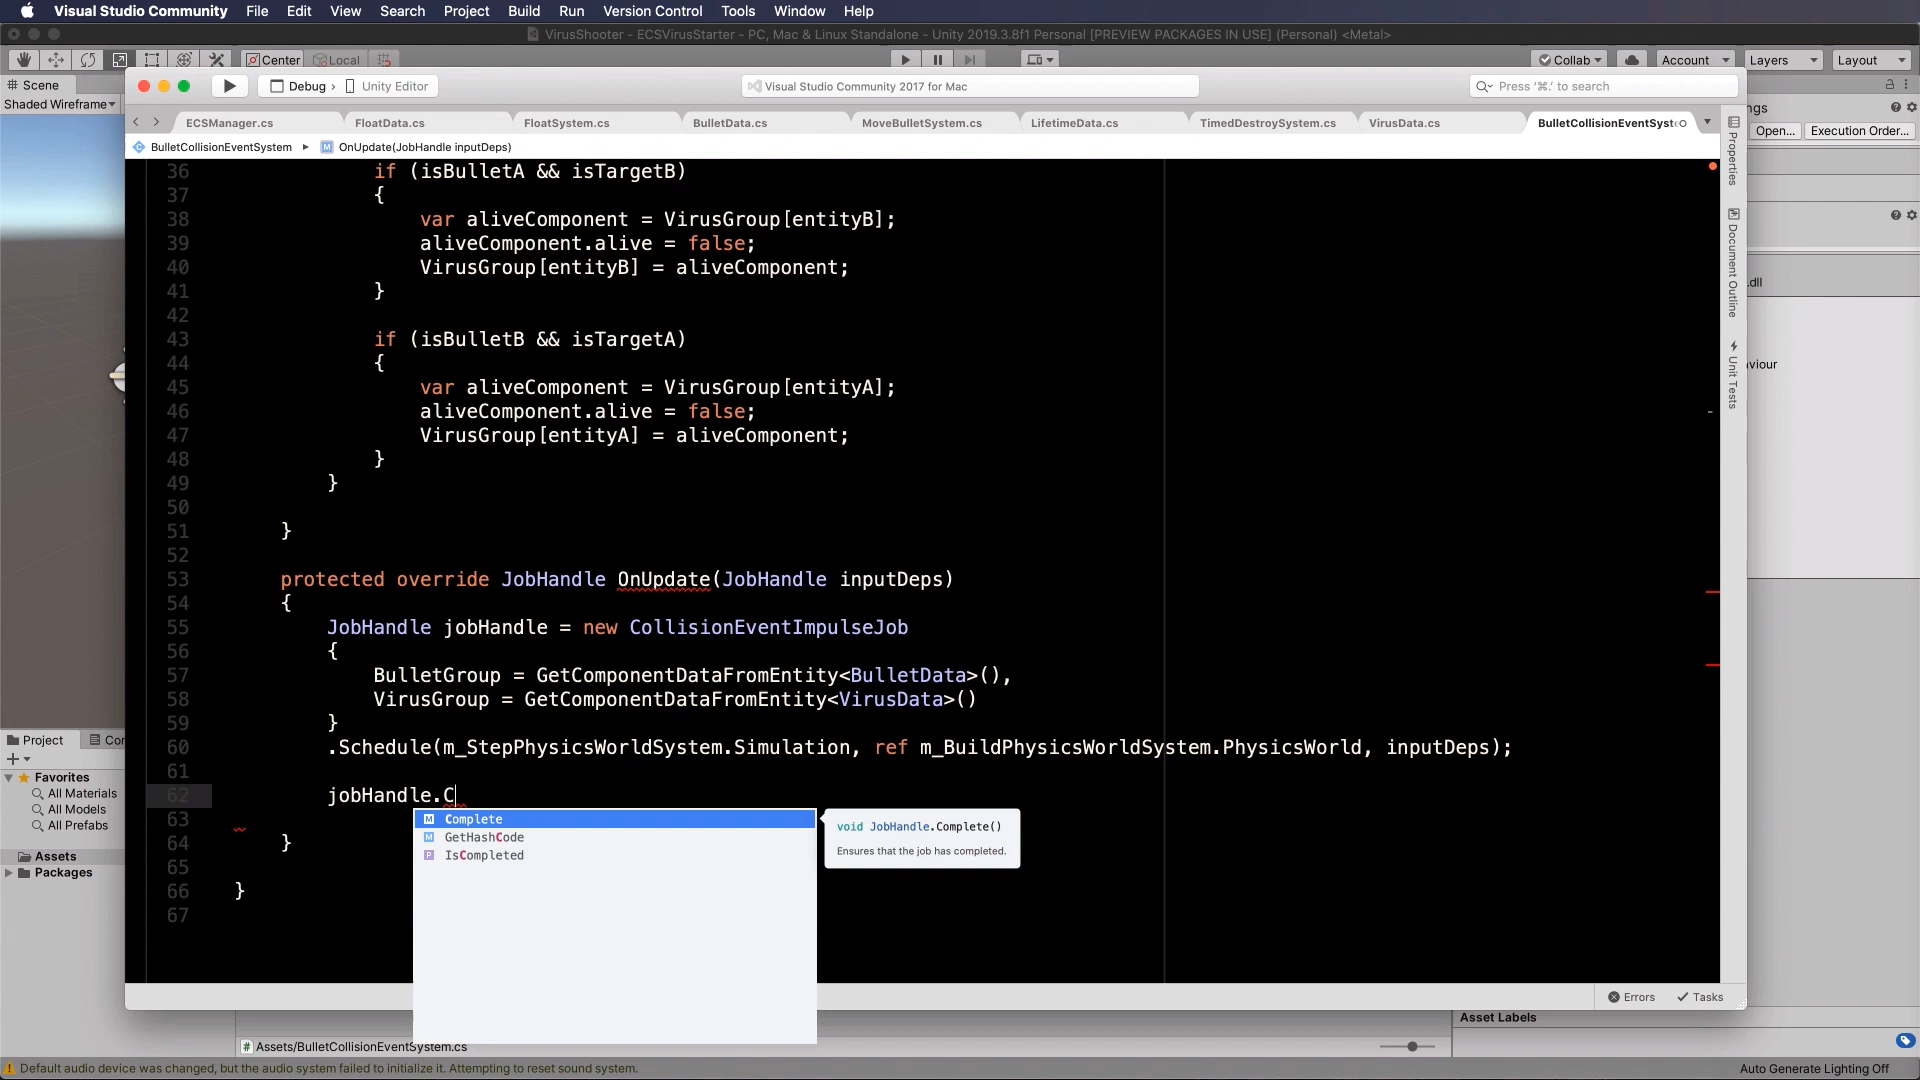 Visual Studio Community File Edit View Search Project Build Run Version Control Tools Window Help
VirusShooter - ECSVirusStarter - PC, Mac & Linux Standalone - Unity 2019.3.8f1 Personal [PREVIEW PACKAGES IN USE] (Personal) <Metal>
Center Local Collab Account Layers Layout
# Scene
Shaded Wireframe
Debug › Unity Editor
Visual Studio Community 2017 for Mac
Press ‘⌘.’ to search
ngs
Open... Execution Order...
ECSManager.cs FloatData.cs FloatSystem.cs BulletData.cs MoveBulletSystem.cs LifetimeData.cs TimedDestroySystem.cs VirusData.cs BulletCollisionEventSyst
BulletCollisionEventSystem ▸ M OnUpdate(JobHandle inputDeps)
Properties
Document Outline
Unit Tests
.dll
aviour
36 if (isBulletA && isTargetB)
37 {
38 var aliveComponent = VirusGroup[entityB];
39 aliveComponent.alive = false;
40 VirusGroup[entityB] = aliveComponent;
41 }
42
43 if (isBulletB && isTargetA)
44 {
45 var aliveComponent = VirusGroup[entityA];
46 aliveComponent.alive = false;
47 VirusGroup[entityA] = aliveComponent;
48 }
49 }
50
51 }
52
53 protected override JobHandle OnUpdate(JobHandle inputDeps)
54 {
55 JobHandle jobHandle = new CollisionEventImpulseJob
56 {
57 BulletGroup = GetComponentDataFromEntity<BulletData>(),
58 VirusGroup = GetComponentDataFromEntity<VirusData>()
59 }
60 .Schedule(m_StepPhysicsWorldSystem.Simulation, ref m_BuildPhysicsWorldSystem.PhysicsWorld, inputDeps);
61
62 jobHandle.C
63
64 }
65
66 }
67
M Complete
M GetHashCode
P IsCompleted
void JobHandle.Complete()
Ensures that the job has completed.
Project Con
Favorites
All Materials
All Models
All Prefabs
Assets
Packages
Errors Tasks
Asset Labels
# Assets/BulletCollisionEventSystem.cs
Default audio device was changed, but the audio system failed to initialize it. Attempting to reset sound system.
Auto Generate Lighting Off